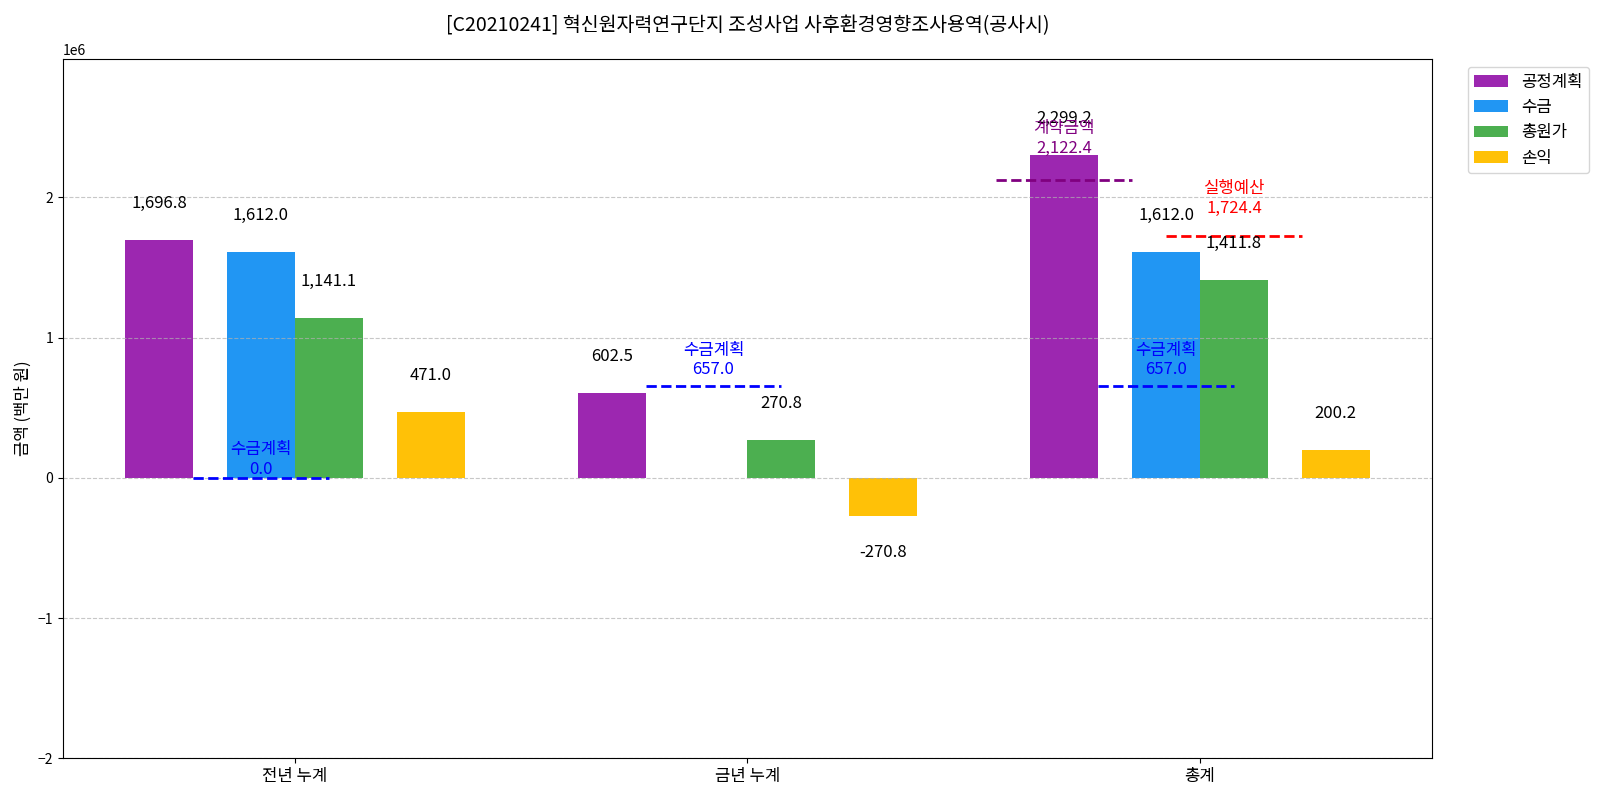 [C20210241] 혁신원자력연구단지 조성사업 사후환경영향조사용역(공사시)
1e6
공정계획
수금
총원가
손익
금액 (백만 원)
2
1
0
−1
−2
1,696.8
1,612.0
1,141.1
471.0
수금계획
0.0
602.5
수금계획
657.0
270.8
-270.8
2,299.2
계약금액
2,122.4
실행예산
1,724.4
1,612.0
1,411.8
수금계획
657.0
200.2
전년 누계
금년 누계
총계